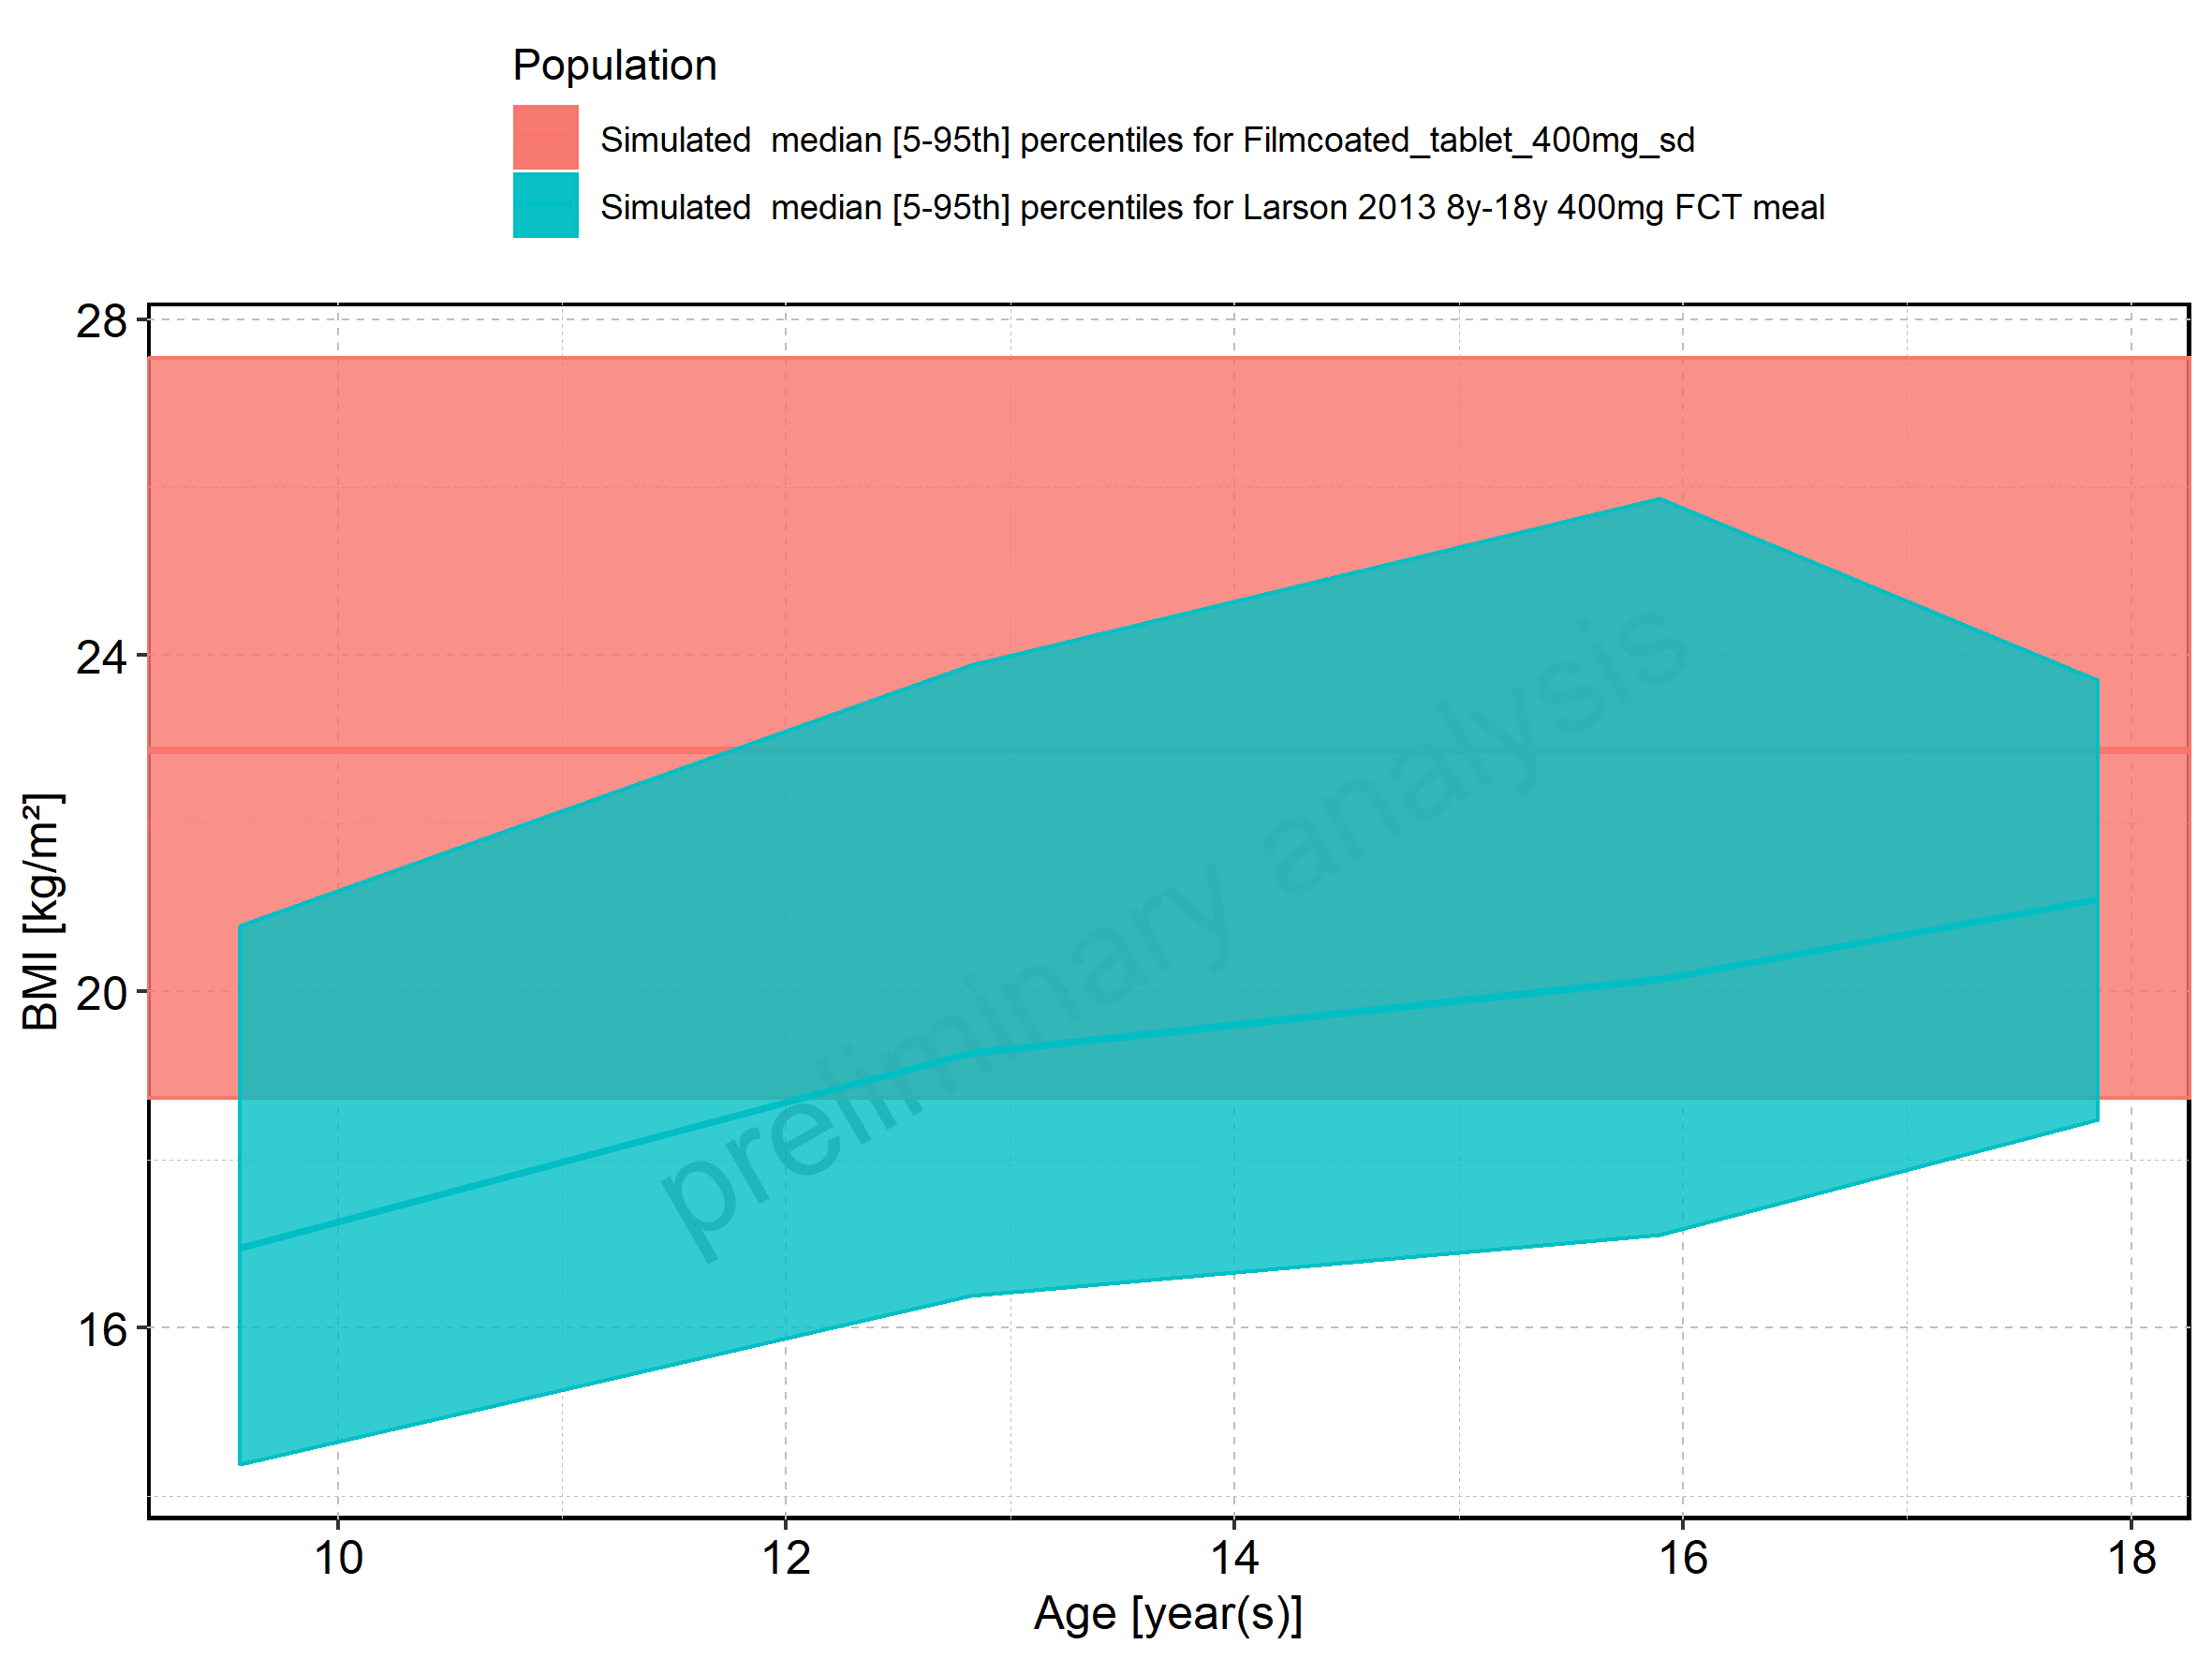 Population
Simulated  median [5-95th] percentiles for Filmcoated_tablet_400mg_sd
Simulated  median [5-95th] percentiles for Larson 2013 8y-18y 400mg FCT meal
28
24
20
16
BMI [kg/m²]
preliminary analysis
10 12 14 16 18
Age [year(s)]